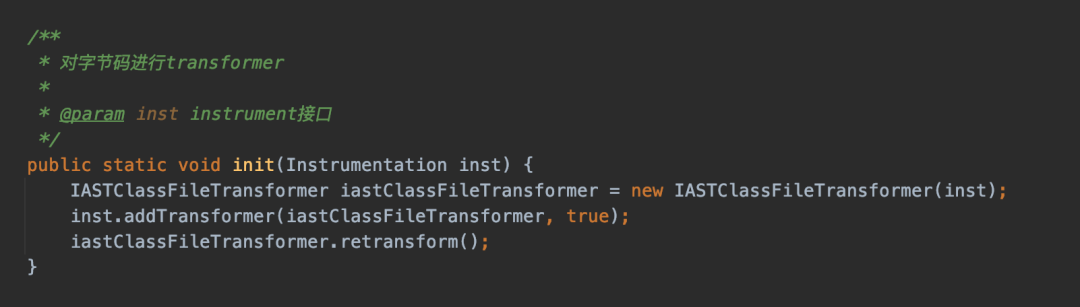 /**
 * 对字节码进行transformer
 *
 * @param inst instrument接口
 */
public static void init(Instrumentation inst) {
    IASTClassFileTransformer iastClassFileTransformer = new IASTClassFileTransformer(inst);
    inst.addTransformer(iastClassFileTransformer, true);
    iastClassFileTransformer.retransform();
}